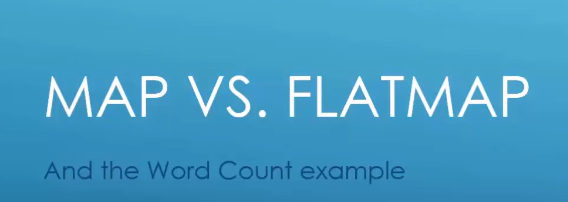 MAP VS. FLATMAP
And the Word Count example